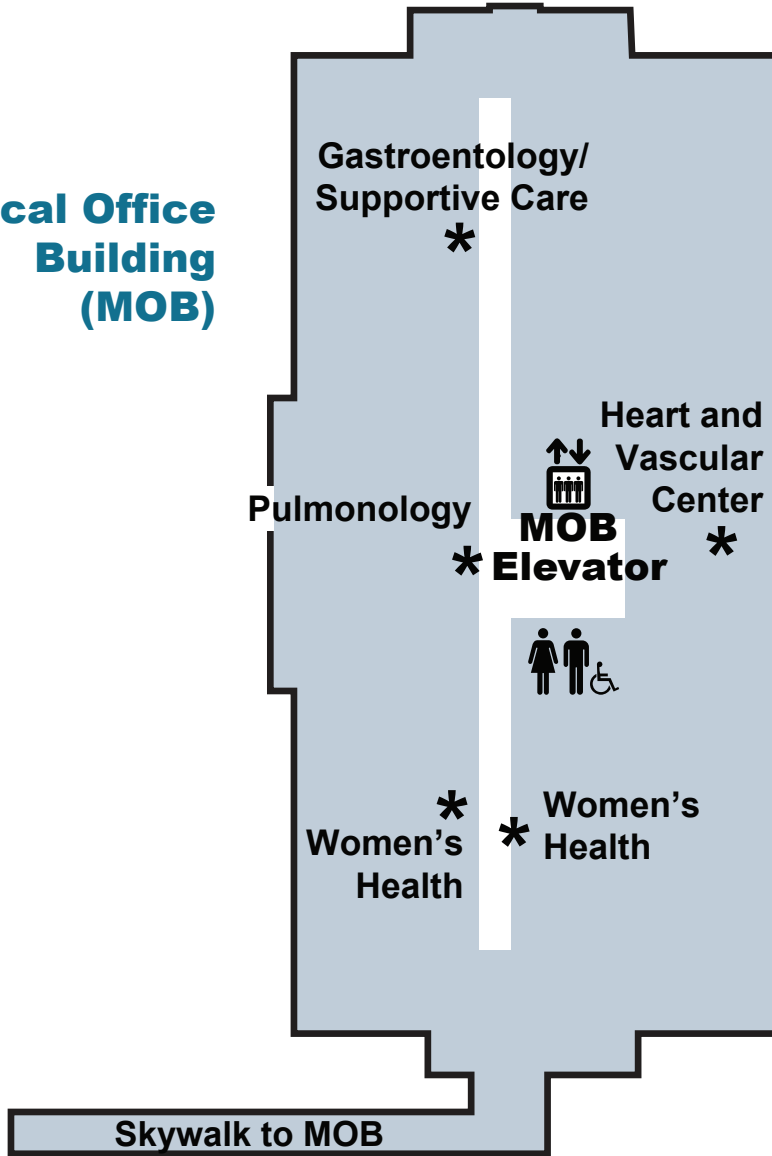 cal Office
Building
(MOB)
Gastroentology/
Supportive Care
*
Heart and
Vascular
Center
*
Pulmonology
*
MOB
Elevator
*
Women’s
Health
*
Women’s
Health
Skywalk to MOB